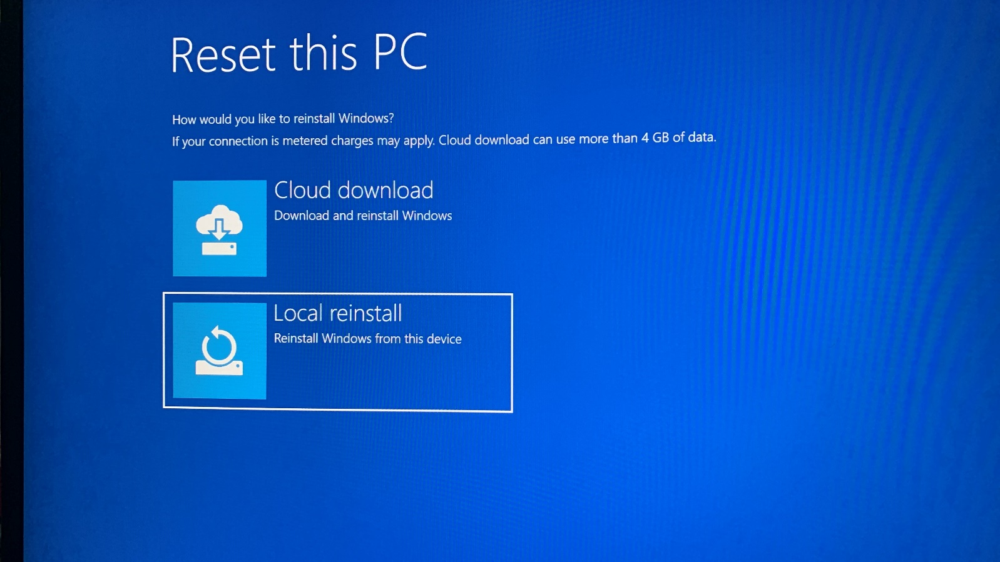 Reset this PC
How would you like to reinstall Windows?
If your connection is metered charges may apply. Cloud download can use more than 4 GB of data.
Cloud download
Download and reinstall Windows
Local reinstall
Reinstall Windows from this device